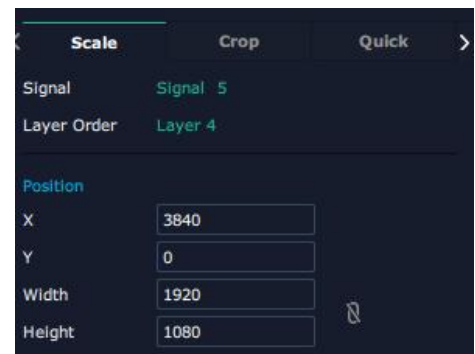 Scale Crop Quick
Signal Signal 5
Layer Order Layer 4
Position
X 3840
Y 0
Width 1920
Height 1080